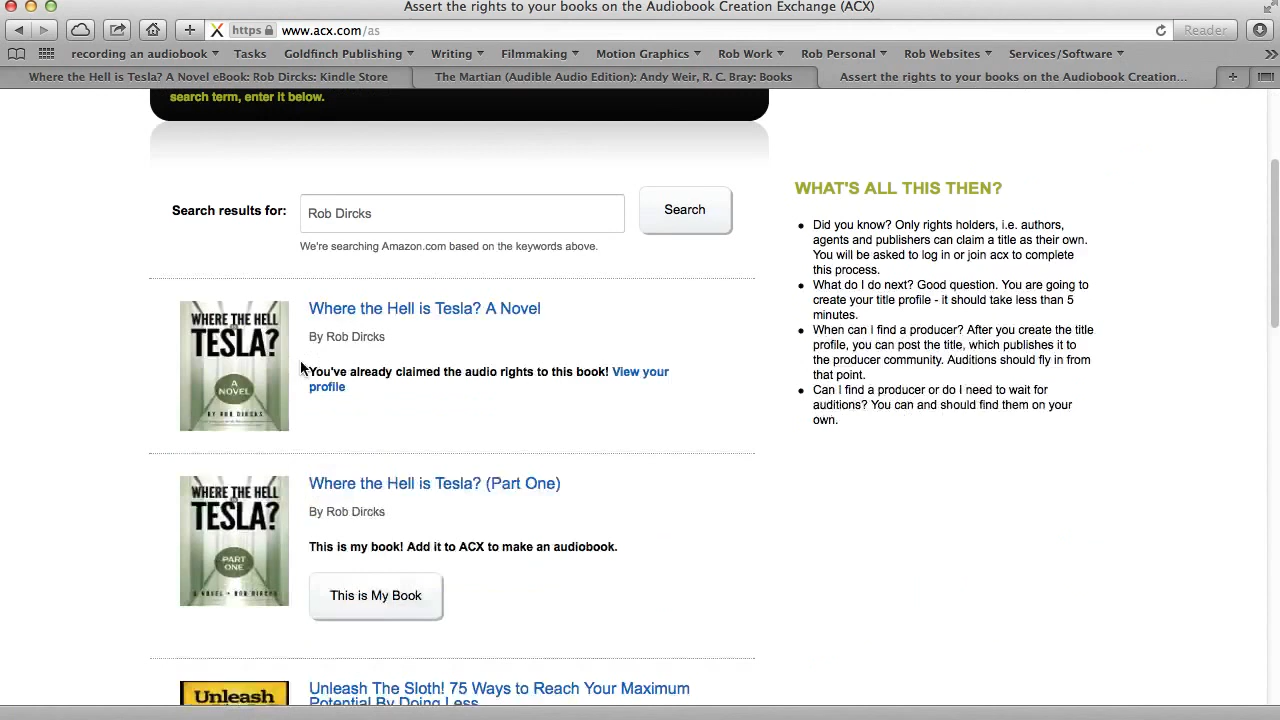 Assert the rights to your books on the Audiobook Creation Exchange (ACX)
https www.acx.com/as Reader
recording an audiobook Tasks Goldfinch Publishing Writing Filmmaking Motion Graphics Rob Work Rob Personal Rob Websites Services/Software
Where the Hell is Tesla? A Novel eBook: Rob Dircks: Kindle Store The Martian (Audible Audio Edition): Andy Weir, R. C. Bray: Books Assert the rights to your books on the Audiobook Creation...
search term, enter it below.
Search results for: Rob Dircks Search
We're searching Amazon.com based on the keywords above.
WHERE THE HELL
IS
TESLA?
A
NOVEL
BY ROB DIRCKS
Where the Hell is Tesla? A Novel
By Rob Dircks
You've already claimed the audio rights to this book! View your
profile
WHERE THE HELL
IS
TESLA?
PART
ONE
A NOVEL • ROB DIRCKS
Where the Hell is Tesla? (Part One)
By Rob Dircks
This is my book! Add it to ACX to make an audiobook.
This is My Book
Unleash
Unleash The Sloth! 75 Ways to Reach Your Maximum
Potential By Doing Less
WHAT'S ALL THIS THEN?
Did you know? Only rights holders, i.e. authors,
agents and publishers can claim a title as their own.
You will be asked to log in or join acx to complete
this process.
What do I do next? Good question. You are going to
create your title profile - it should take less than 5
minutes.
When can I find a producer? After you create the title
profile, you can post the title, which publishes it to
the producer community. Auditions should fly in from
that point.
Can I find a producer or do I need to wait for
auditions? You can and should find them on your
own.